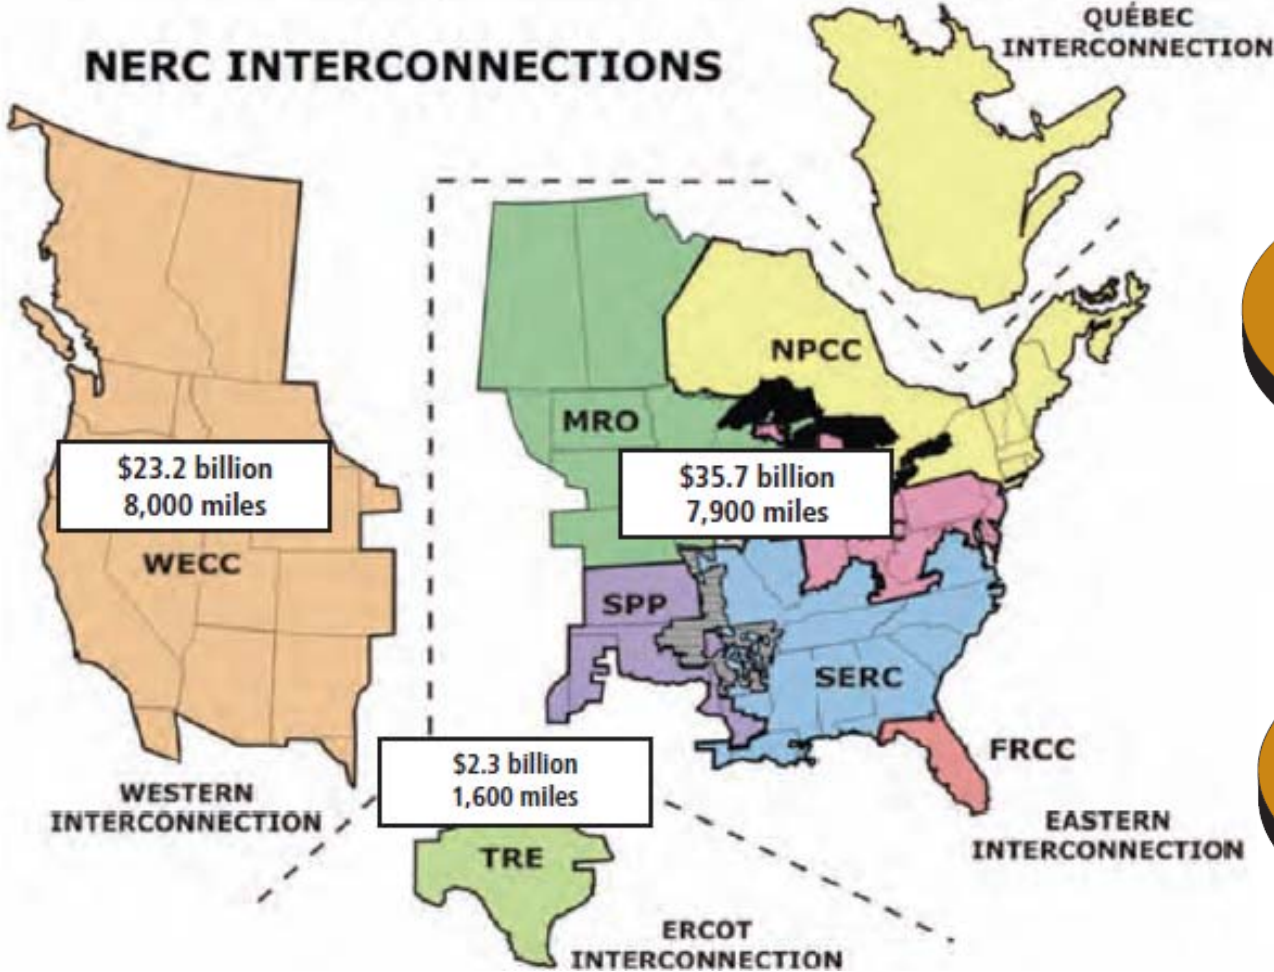 NERC INTERCONNECTIONS
QUÉBEC
INTERCONNECTION
NPCC
MRO
$23.2 billion
8,000 miles
$35.7 billion
7,900 miles
WECC
C
SPP
SERC
$2.3 billion
1,600 miles
FRCC
WESTERN
INTERCONNECTION
EASTERN
INTERCONNECTION
TRE
ERCOT
INTERCONNECTION